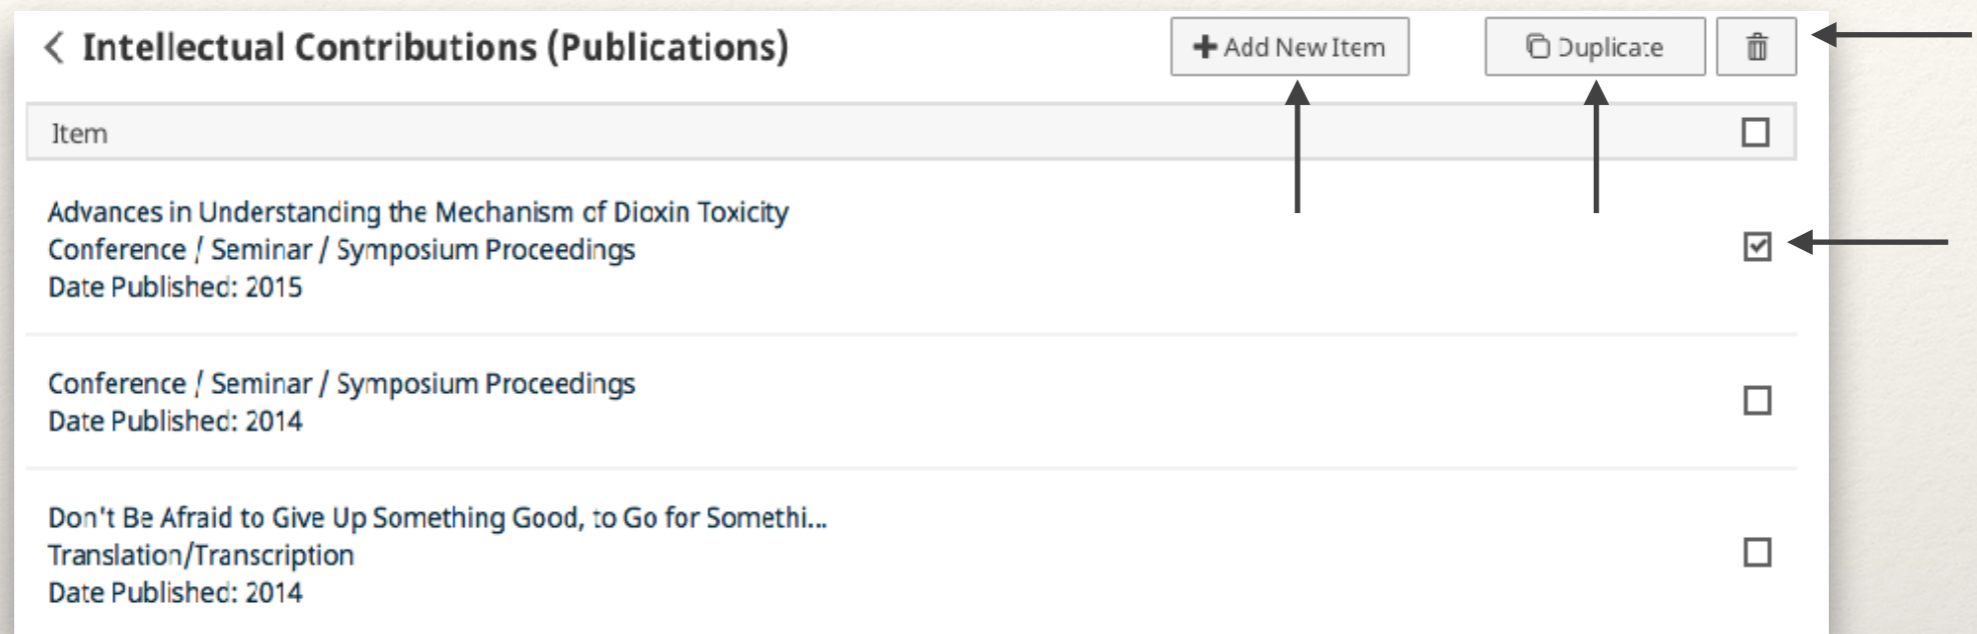 Intellectual Contributions (Publications)
Add New Item
Duplicate
Item
Advances in Understanding the Mechanism of Dioxin Toxicity
Conference / Seminar / Symposium Proceedings
Date Published: 2015
Conference / Seminar / Symposium Proceedings
Date Published: 2014
Don't Be Afraid to Give Up Something Good, to Go for Somethi...
Translation/Transcription
Date Published: 2014